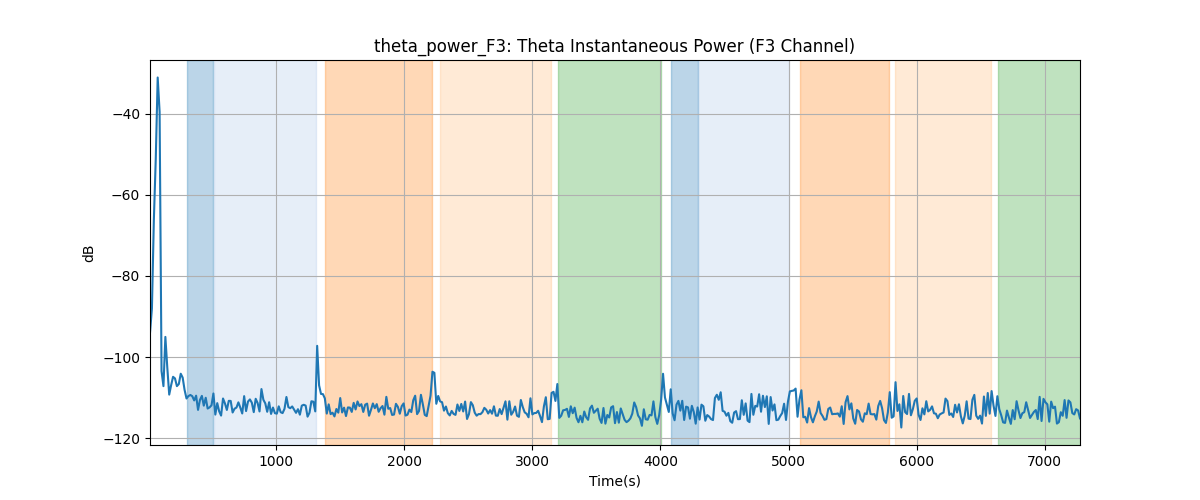 theta_power_F3: Theta Instantaneous Power (F3 Channel)
dB
−40
−60
−80
−100
−120
1000 2000 3000 4000 5000 6000 7000
Time(s)